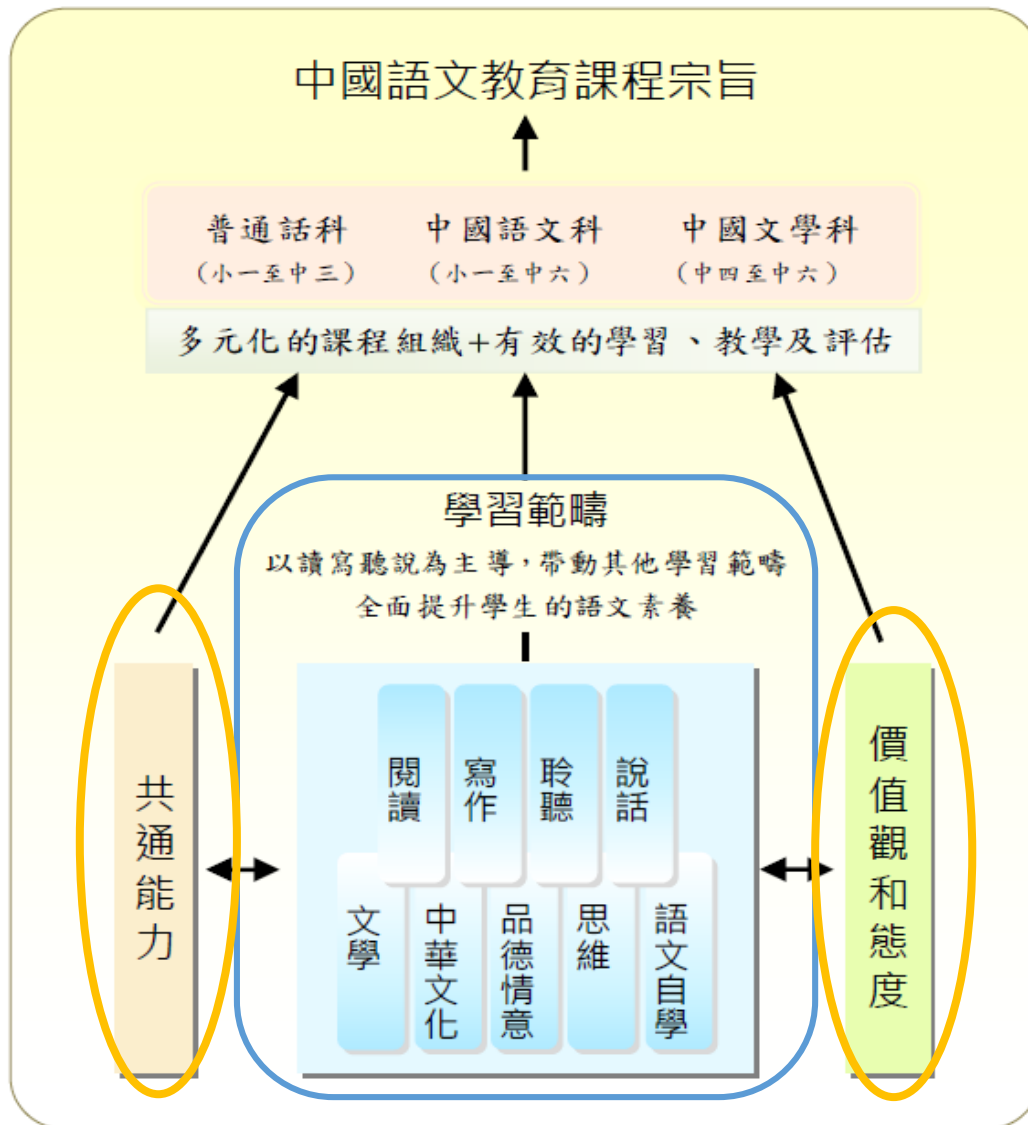 中國語文教育課程宗旨
普通話科 中國語文科 中國文學科
（小一至中三） （小一至中六） （中四至中六）
多元化的課程組織+有效的學習、教學及評估
學習範疇
以讀寫聽說為主導，帶動其他學習範疇
全面提升學生的語文素養
共通能力
閱讀
寫作
聆聽
說話
文學
中華文化
品德情意
思維
語文自學
價值觀和態度